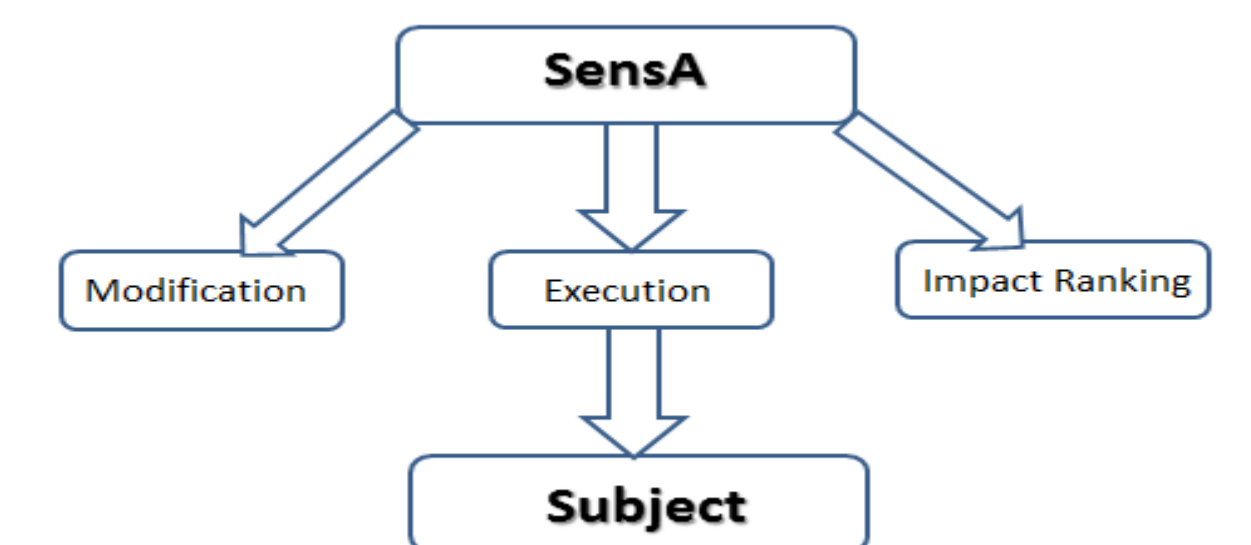 SensA
Modification
Execution
Impact Ranking
Subject